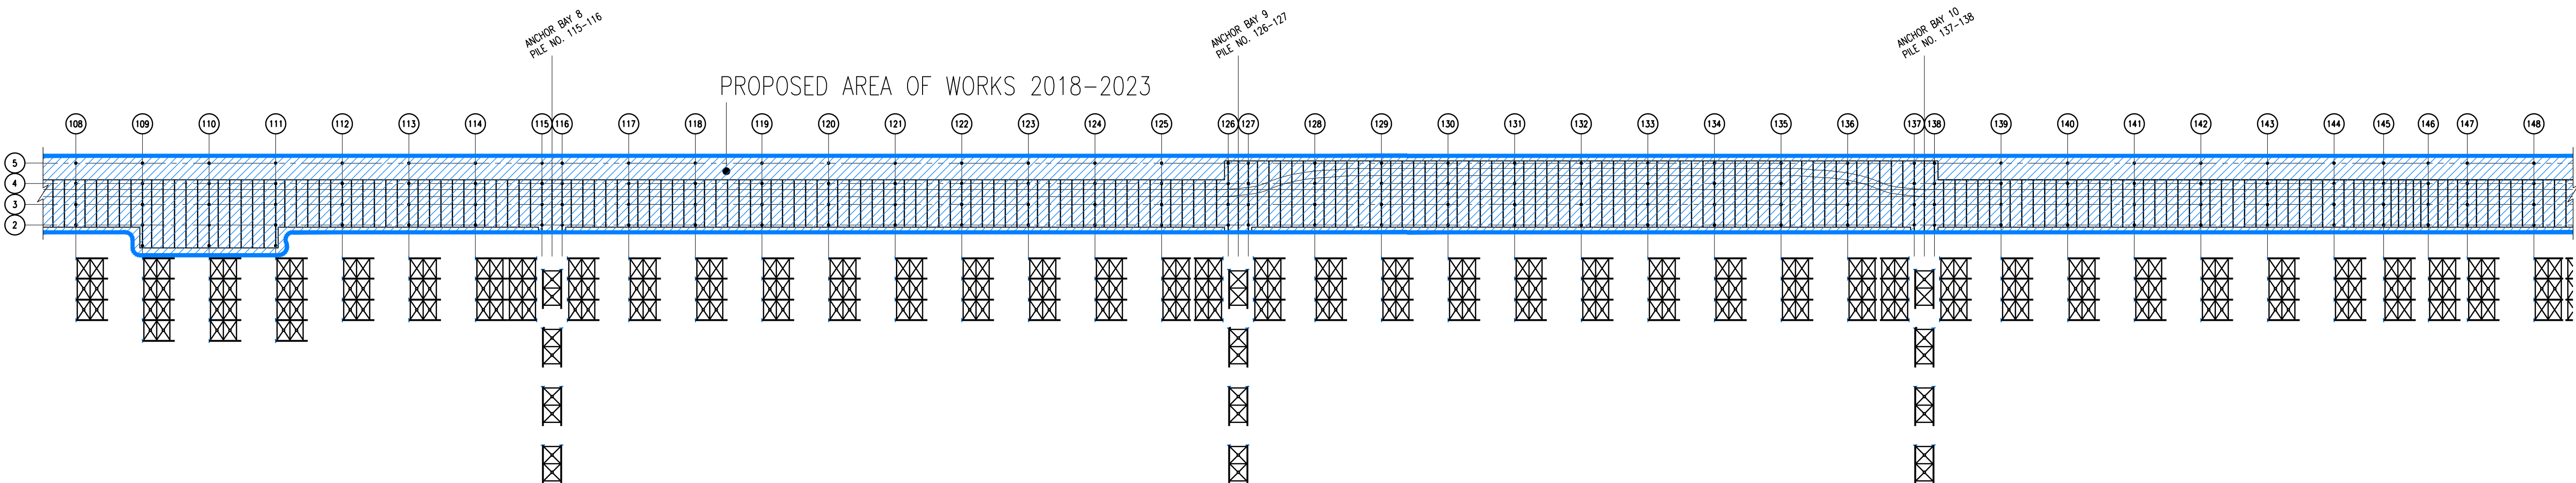 ANCHOR BAY 8
PILE NO. 115-116
ANCHOR BAY 9
PILE NO. 126-127
ANCHOR BAY 10
PILE NO. 137-138
PROPOSED AREA OF WORKS 2018-2023
108 109 110 111 112 113 114 115 116 117 118 119 120 121 122 123 124 125 126 127 128 129 130 131 132 133 134 135 136 137 138 139 140 141 142 143 144 145 146 147 148
5
4
3
2